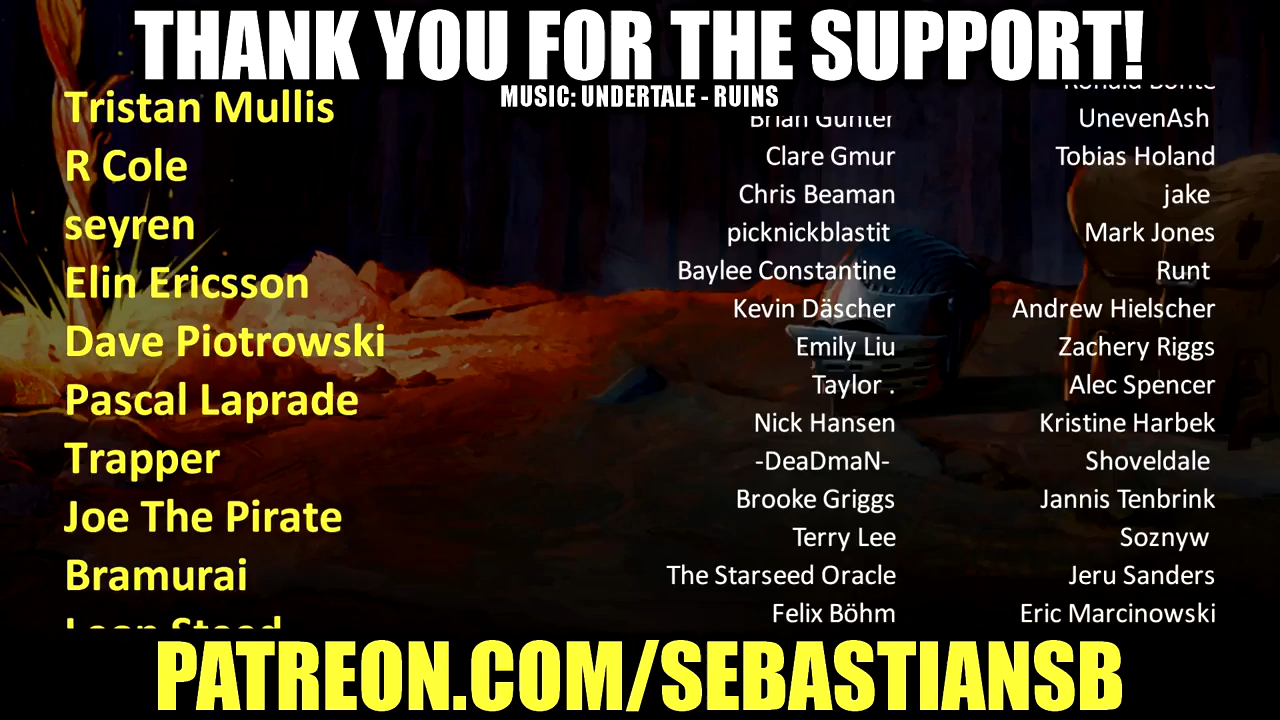 THANK YOU FOR THE SUPPORT!
MUSIC: UNDERTALE - RUINS
Tristan Mullis
R Cole
seyren
Elin Ericsson
Dave Piotrowski
Pascal Laprade
Trapper
Joe The Pirate
Bramurai
Brian Gunter
Clare Gmur
Chris Beaman
picknickblastit
Baylee Constantine
Kevin Däscher
Emily Liu
Taylor .
Nick Hansen
-DeaDmaN-
Brooke Griggs
Terry Lee
The Starseed Oracle
Felix Böhm
UnevenAsh
Tobias Holand
jake
Mark Jones
Runt
Andrew Hielscher
Zachery Riggs
Alec Spencer
Kristine Harbek
Shoveldale
Jannis Tenbrink
Soznyw
Jeru Sanders
Eric Marcinowski
PATREON.COM/SEBASTIANSB